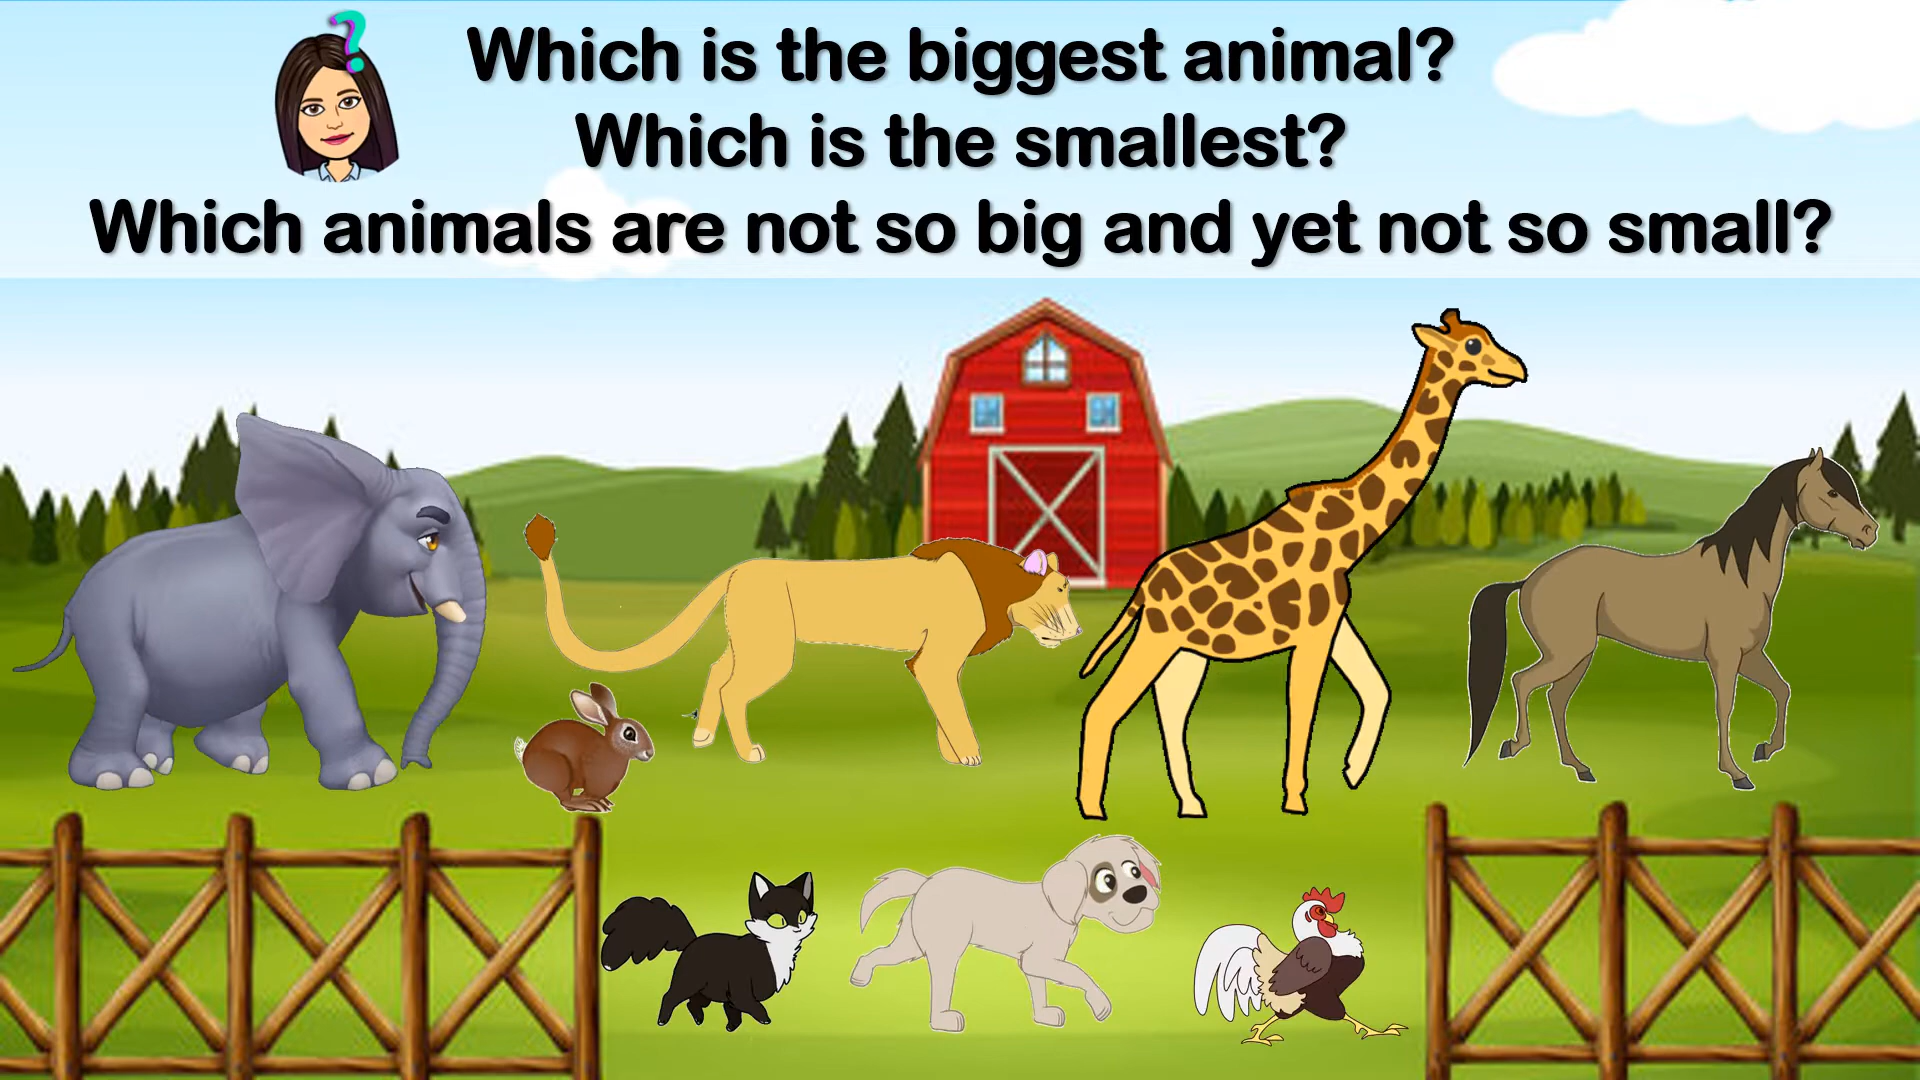 Which is the biggest animal?
Which is the smallest?
Which animals are not so big and yet not so small?